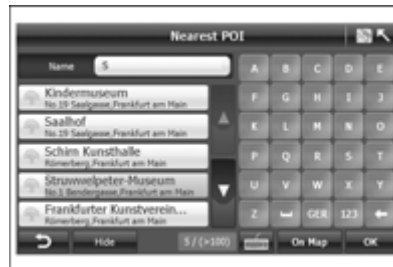 Nearest POI
Name S
Kindermuseum
No.19 Saalgasse,Frankfurt am Main
Saalhof
No.19 Saalgasse,Frankfurt am Main
Schirn Kunsthalle
Römerberg,Frankfurt am Main
Struwwelpeter-Museum
No.1 Bendergasse,Frankfurt am Main
Frankfurter Kunstverein...
Römerberg,Frankfurt am Main
A B C D E
F G H I J
K L M N O
P Q R S T
U V W X Y
Z GER 123
Hide 5 / (>100) On Map OK